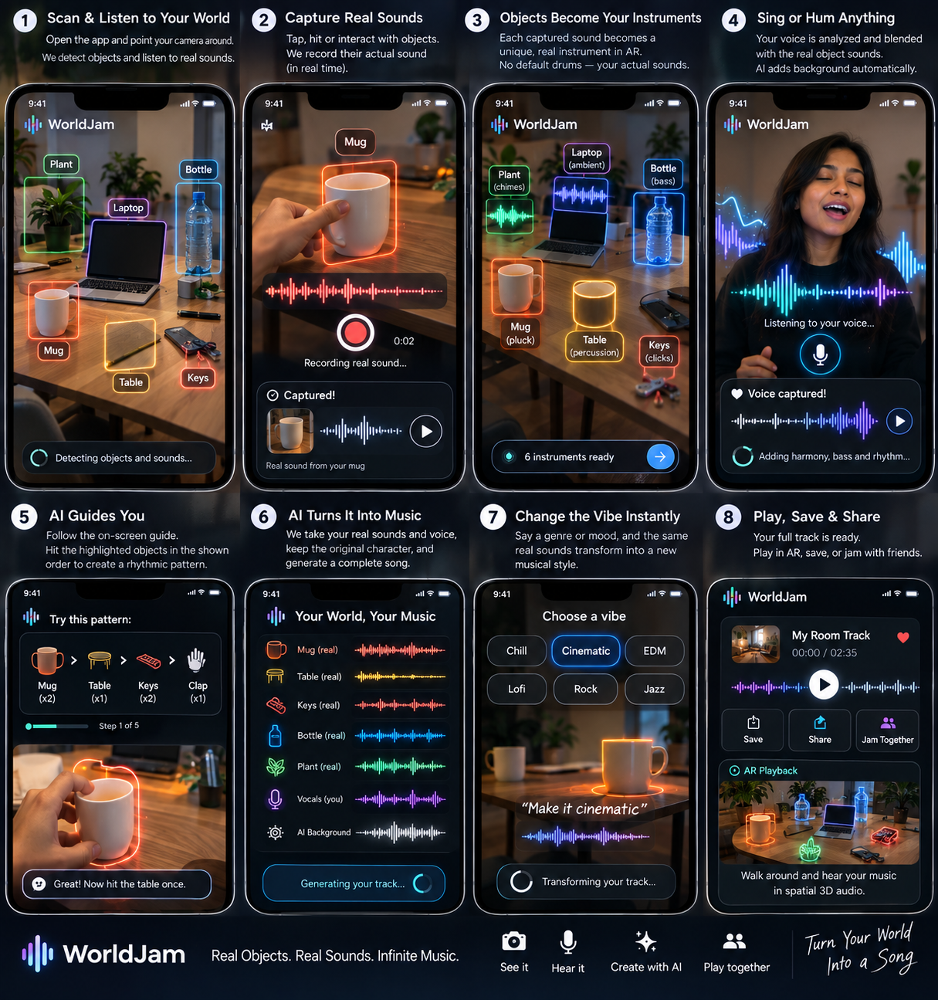 1 Scan & Listen to Your World
Open the app and point your camera around.
We detect objects and listen to real sounds.
9:41
WorldJam
Plant
Bottle
Laptop
Mug
Table
Keys
Detecting objects and sounds...
2 Capture Real Sounds
Tap, hit or interact with objects.
We record their actual sound
(in real time).
9:41
Mug
0:02
Recording real sound...
Captured!
Real sound from your mug
3 Objects Become Your Instruments
Each captured sound becomes a
unique, real instrument in AR.
No default drums — your actual sounds.
9:41
WorldJam
Laptop
(ambient)
Plant
(chimes)
Bottle
(bass)
Mug
(pluck)
Table
(percussion)
Keys
(clicks)
6 instruments ready
4 Sing or Hum Anything
Your voice is analyzed and blended
with the real object sounds.
AI adds background automatically.
9:41
WorldJam
Listening to your voice...
Voice captured!
Adding harmony, bass and rhythm...
5 AI Guides You
Follow the on-screen guide.
Hit the highlighted objects in the shown
order to create a rhythmic pattern.
9:41
Try this pattern:
Mug
(x2)
Table
(x1)
Keys
(x2)
Clap
(x1)
Step 1 of 5
Great! Now hit the table once.
6 AI Turns It Into Music
We take your real sounds and voice,
keep the original character, and
generate a complete song.
9:41
Your World, Your Music
Mug (real)
Table (real)
Keys (real)
Bottle (real)
Plant (real)
Vocals (you)
AI Background
Generating your track...
7 Change the Vibe Instantly
Say a genre or mood, and the same
real sounds transform into a new
musical style.
9:41
Choose a vibe
Chill
Cinematic
EDM
Lofi
Rock
Jazz
“Make it cinematic”
Transforming your track...
8 Play, Save & Share
Your full track is ready.
Play in AR, save, or jam with friends.
WorldJam
My Room Track
00:00 / 02:35
Save
Share
Jam Together
AR Playback
Walk around and hear your music
in spatial 3D audio.
WorldJam
Real Objects. Real Sounds. Infinite Music.
See it
Hear it
Create with AI
Play together
Turn Your World
Into a Song